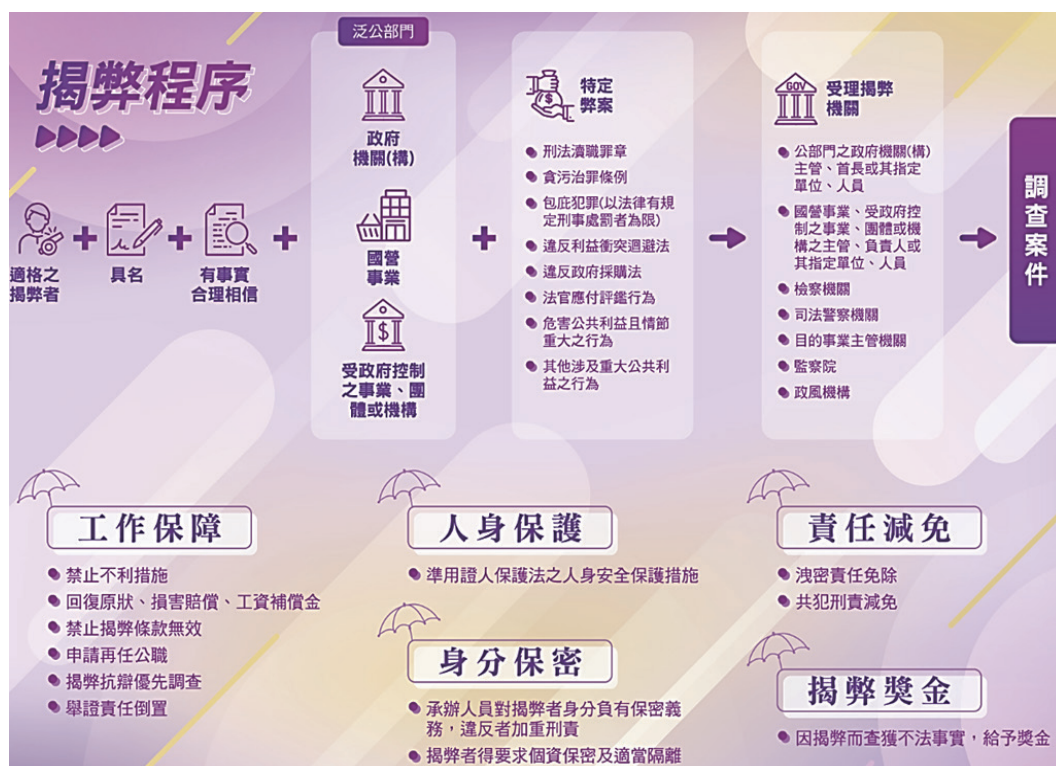 揭弊程序
適格之
揭弊者
+
具名
+
有事實
合理相信
+
泛公部門
政府
機關(構)
國營
事業
$
受政府控制
之事業、團
體或機構
+
$
特定
弊案
刑法瀆職罪章
貪污治罪條例
包庇犯罪(以法律有規
定刑事處罰者為限)
違反利益衝突迴避法
違反政府採購法
法官應付評鑑行為
危害公共利益且情節
重大之行為
其他涉及重大公共利
益之行為
GOV
受理揭弊
機關
公部門之政府機關(構)
主管、首長或其指定
單位、人員
國營事業、受政府控
制之事業、團體或機
構之主管、負責人或
其指定單位、人員
檢察機關
司法警察機關
目的事業主管機關
監察院
政風機構
調查案件
工作保障
禁止不利措施
回復原狀、損害賠償、工資補償金
禁止揭弊條款無效
申請再任公職
揭弊抗辯優先調查
舉證責任倒置
人身保護
準用證人保護法之人身安全保護措施
身分保密
承辦人員對揭弊者身分負有保密義
務，違反者加重刑責
揭弊者得要求個資保密及適當隔離
責任減免
洩密責任免除
共犯刑責減免
揭弊獎金
因揭弊而查獲不法事實，給予獎金